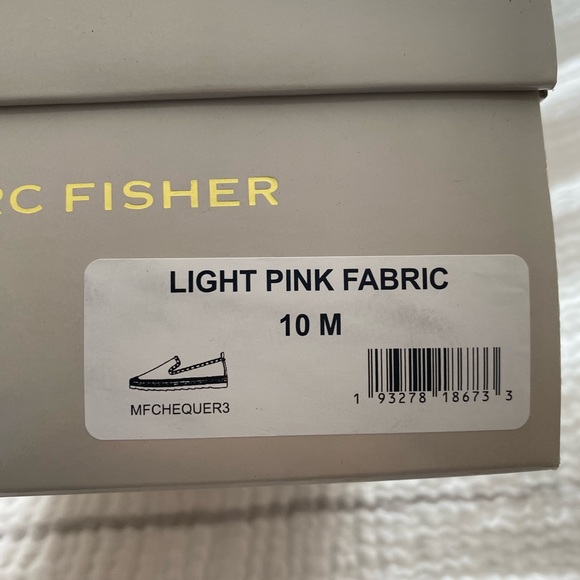 RC FISHER
LIGHT PINK FABRIC
10 M
MFCHEQUER3
1 93278 18673 3